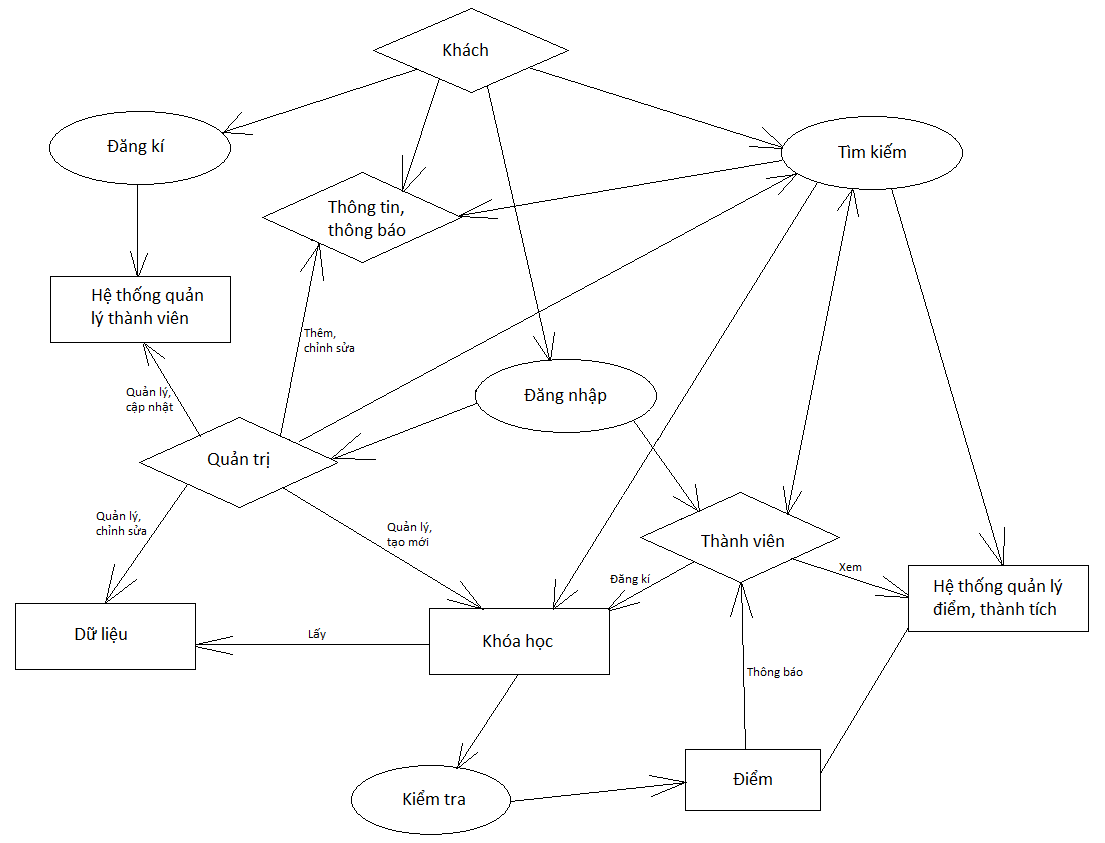 Khách
Đăng kí
Tìm kiếm
Thông tin,
thông báo
Hệ thống quản
lý thành viên
Thêm,
chỉnh sửa
Quản lý,
cập nhật
Đăng nhập
Quản trị
Quản lý,
chỉnh sửa
Quản lý,
tạo mới
Thành viên
Xem
Đăng kí
Hệ thống quản lý
điểm, thành tích
Dữ liệu
Lấy
Khóa học
Thông báo
Kiểm tra
Điểm